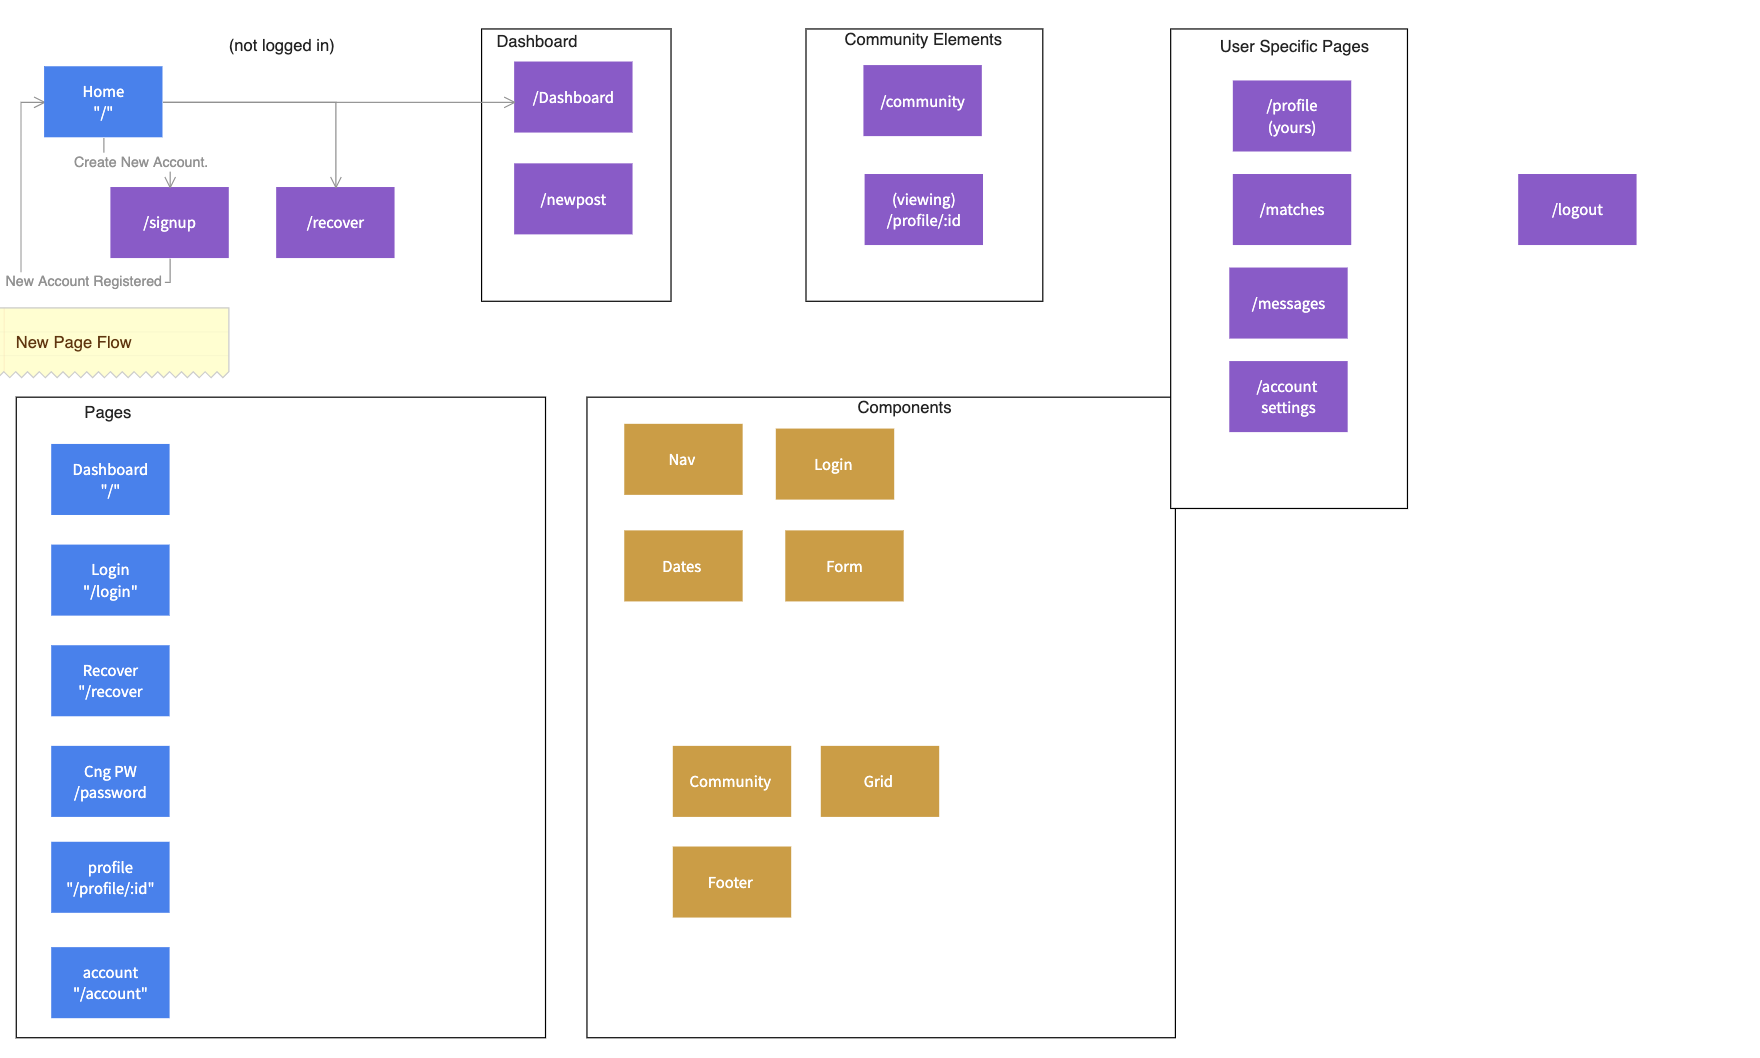 (not logged in)
Home
"/"
Create New Account.
/signup
/recover
New Account Registered
New Page Flow
Dashboard
/Dashboard
/newpost
Community Elements
/community
(viewing)
/profile/:id
User Specific Pages
/profile
(yours)
/matches
/messages
/account
settings
/logout
Pages
Dashboard
"/"
Login
"/login"
Recover
"/recover
Cng PW
/password
profile
"/profile/:id"
account
"/account"
Components
Nav
Login
Dates
Form
Community
Grid
Footer